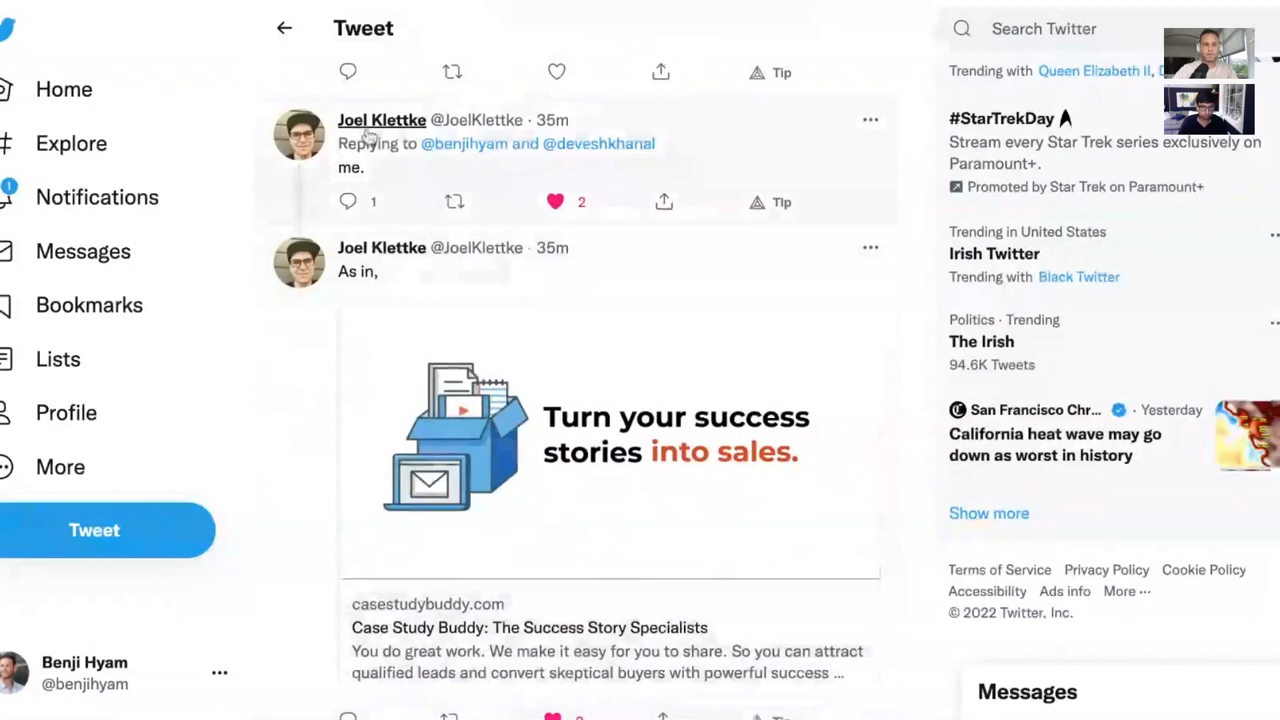 Home
Explore
1
Notifications
Messages
Bookmarks
Lists
Profile
More
Tweet
Benji Hyam
@benjihyam
Tweet
Tip
Joel Klettke @JoelKlettke · 35m
Replying to @benjihyam and @deveshkhanal
me.
1
2
Tip
Joel Klettke @JoelKlettke · 35m
As in,
Turn your success
stories into sales.
casestudybuddy.com
Case Study Buddy: The Success Story Specialists
You do great work. We make it easy for you to share. So you can attract
qualified leads and convert skeptical buyers with powerful success ...
Search Twitter
Trending with Queen Elizabeth II,
#StarTrekDay
Stream every Star Trek series exclusively on
Paramount+.
Promoted by Star Trek on Paramount+
Trending in United States
Irish Twitter
Trending with Black Twitter
Politics · Trending
The Irish
94.6K Tweets
San Francisco Chr... · Yesterday
California heat wave may go
down as worst in history
Show more
Terms of Service Privacy Policy Cookie Policy
Accessibility Ads info More ···
© 2022 Twitter, Inc.
Messages